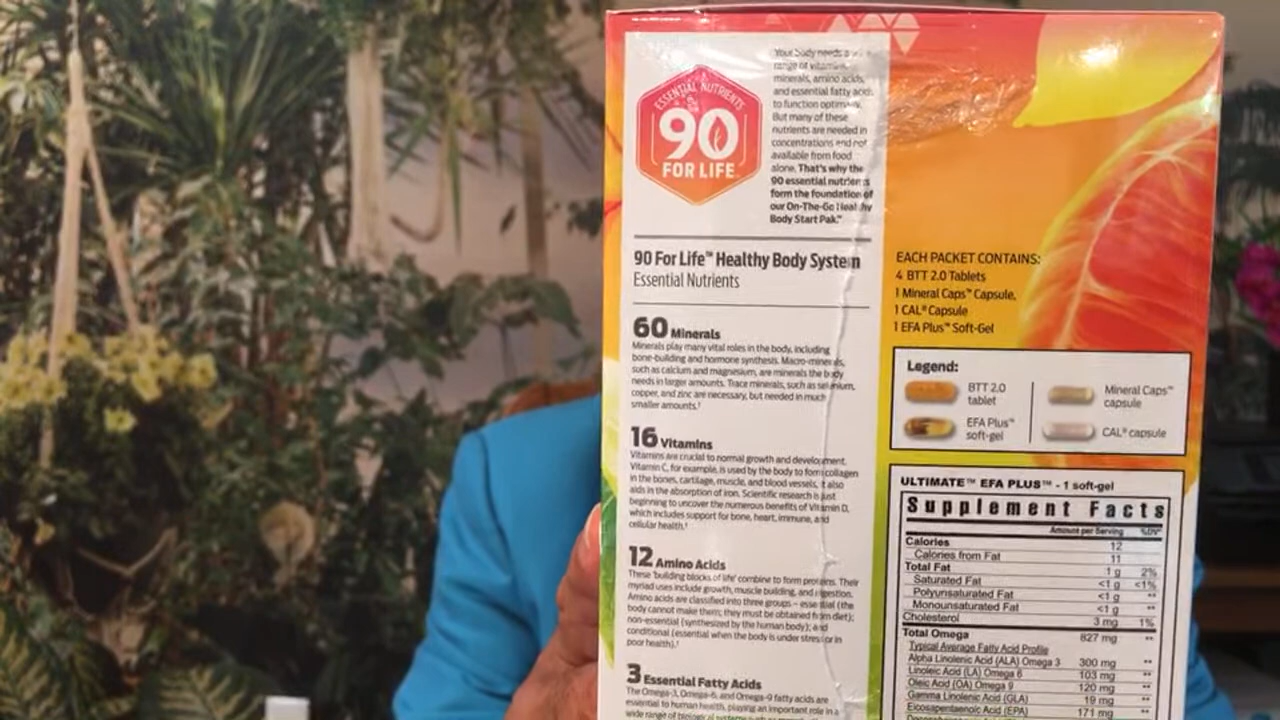 ESSENTIAL NUTRIENTS
90
FOR LIFE
"Your body needs a
range of vitamins,
minerals, amino acids,
and essential fatty acids
to function optimally.
But many of these
nutrients are needed in
concentrations and not
available from food
alone. That's why the
90 essential nutrients
form the foundation of
our On-The-Go Healthy
Body Start Pak."
90 For Life™ Healthy Body System
Essential Nutrients
60 Minerals
Minerals play many vital roles in the body, including
bone-building and hormone synthesis. Macro-minerals,
such as calcium and magnesium, are minerals the body
needs in larger amounts. Trace minerals, such as selenium,
copper, and zinc are necessary, but needed in much
smaller amounts.†
16 Vitamins
Vitamins are crucial to normal growth and development.
Vitamin C, for example, is used by the body to form collagen
in the bones, cartilage, muscle, and blood vessels, it also
aids in the absorption of iron. Scientific research is just
beginning to uncover the numerous benefits of Vitamin D,
which includes support for bone, heart, immune, and
cellular health.†
12 Amino Acids
These 'building blocks of life' combine to form proteins. Their
myriad uses include growth, muscle building, and digestion.
Amino acids are classified into three groups – essential (the
body cannot make them; they must be obtained from diet);
non-essential (synthesized by the human body); and
conditional (essential when the body is under stress or in
poor health).†
3 Essential Fatty Acids
The Omega-3, Omega-6, and Omega-9 fatty acids are
essential to human health, playing an important role in a
wide range of biological systems
EACH PACKET CONTAINS:
4 BTT 2.0 Tablets
1 Mineral Caps™ Capsule,
1 CAL® Capsule
1 EFA Plus™ Soft-Gel
Legend:
BTT 2.0
tablet
Mineral Caps™
capsule
EFA Plus™
soft-gel
CAL® capsule
ULTIMATE™ EFA PLUS™ - 1 soft-gel
Supplement Facts
Amount per Serving %DV*
Calories 12
Calories from Fat 11
Total Fat 1 g 2%
Saturated Fat <1 g <1%
Polyunsaturated Fat <1 g **
Monounsaturated Fat <1 g **
Cholesterol 3 mg 1%
Total Omega 827 mg **
Typical Average Fatty Acid Profile
Alpha Linolenic Acid (ALA) Omega 3 300 mg **
Linoleic Acid (LA) Omega 6 103 mg **
Oleic Acid (OA) Omega 9 120 mg **
Gamma Linolenic Acid (GLA) 19 mg **
Eicosapentaenoic Acid (EPA) 171 mg **